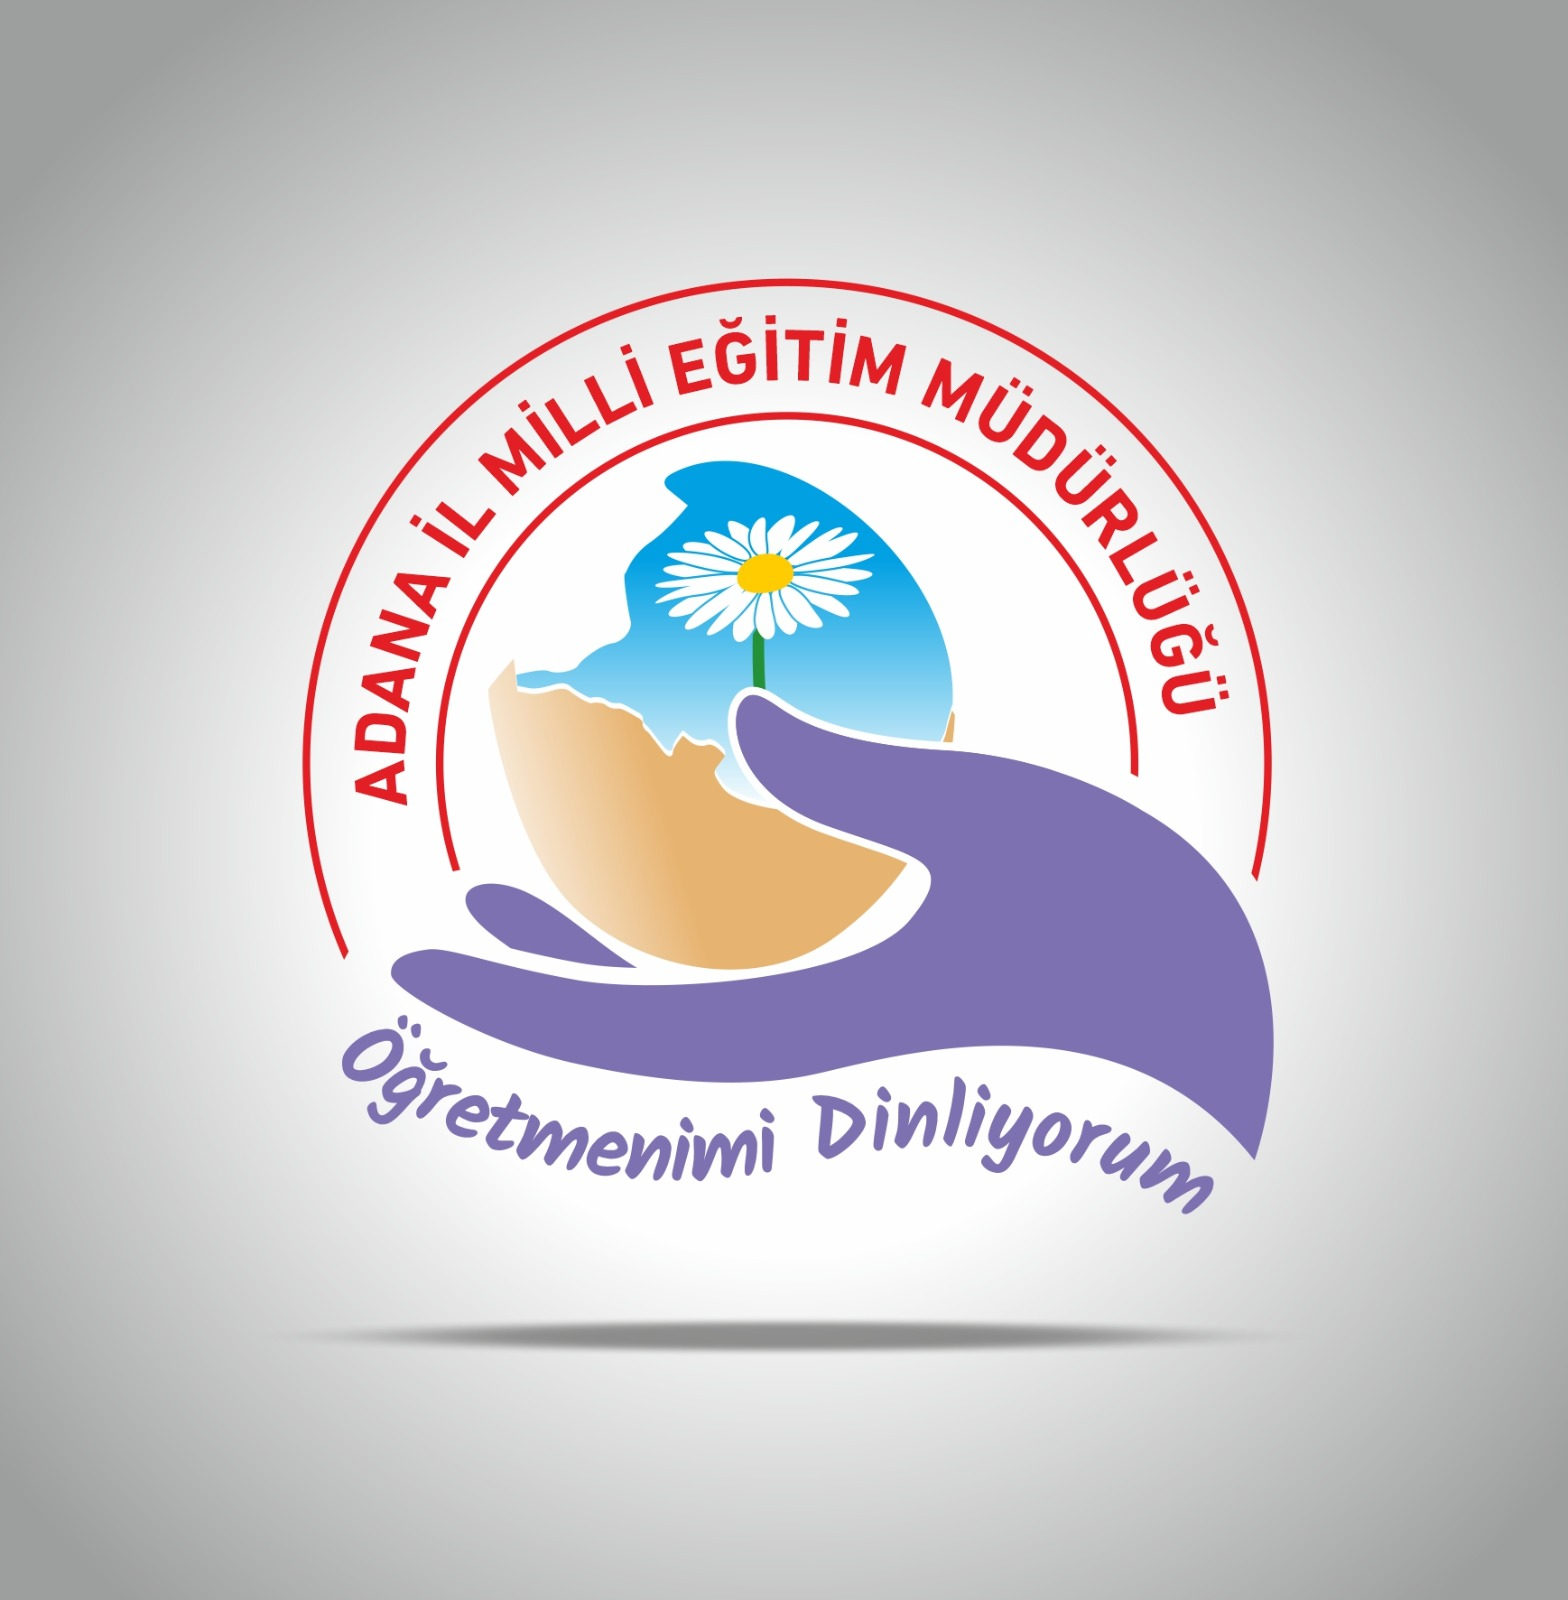 ADANA İL MİLLİ EĞİTİM MÜDÜRLÜĞÜ
Öğretmenimi Dinliyorum